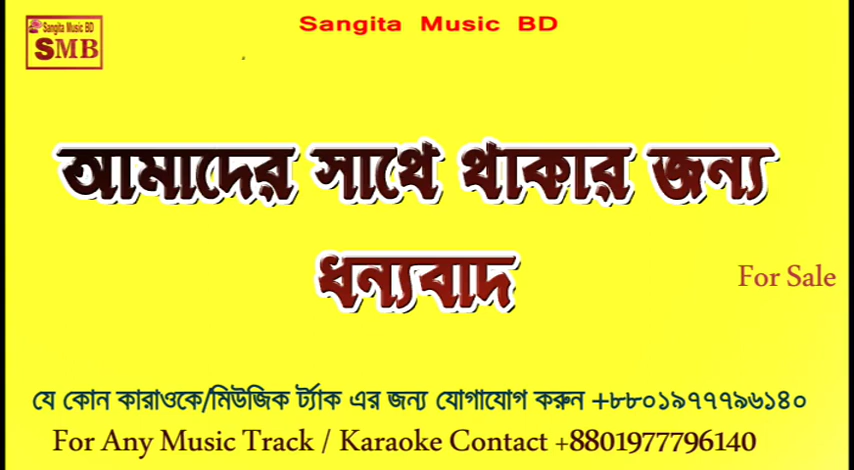 Sangita Music BD
Sangita Music BD
SMB
আমাদের সাথে থাকার জন্য
ধন্যবাদ
For Sale
যে কোন কারাওকে/মিউজিক ট্র্যাক এর জন্য যোগাযোগ করুন +৮৮০১৯৭৭৭৯৬১৪০
For Any Music Track / Karaoke Contact +8801977796140